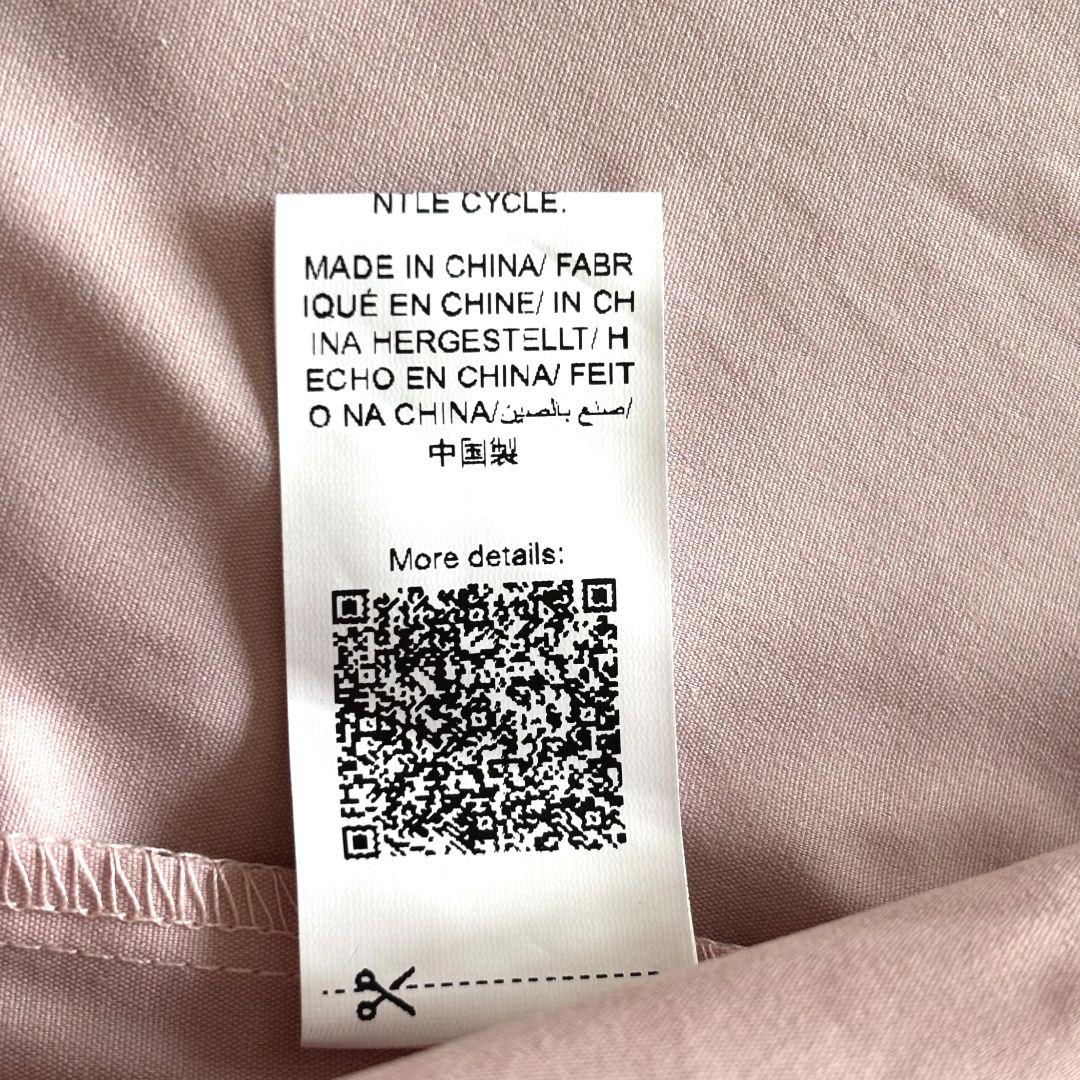 NTLE CYCLE.
MADE IN CHINA/ FABR
IQUÉ EN CHINE/ IN CH
INA HERGESTELLT/ H
ECHO EN CHINA/ FEIT
O NA CHINA/صنع بالصين/
中国製
More details: